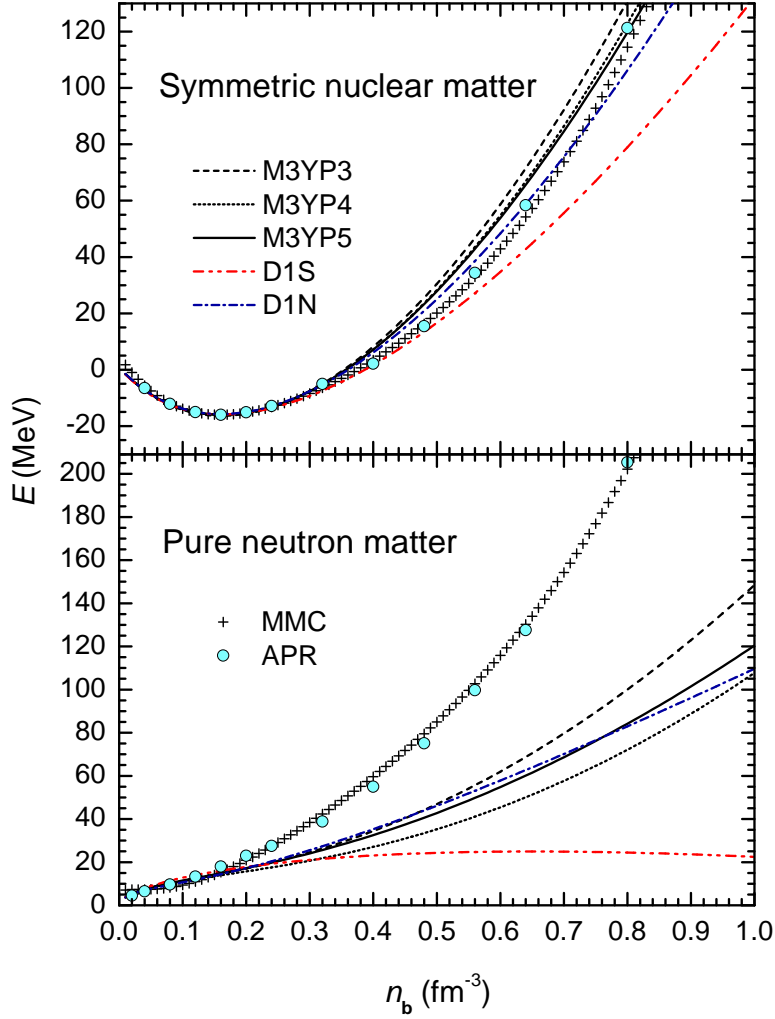 120
100
80
60
40
20
0
-20
Symmetric nuclear matter
M3YP3
M3YP4
M3YP5
D1S
D1N
E (MeV)
200
180
160
140
120
100
80
60
40
20
0
Pure neutron matter
MMC
APR
0.0 0.1 0.2 0.3 0.4 0.5 0.6 0.7 0.8 0.9 1.0
n_b (fm⁻³)